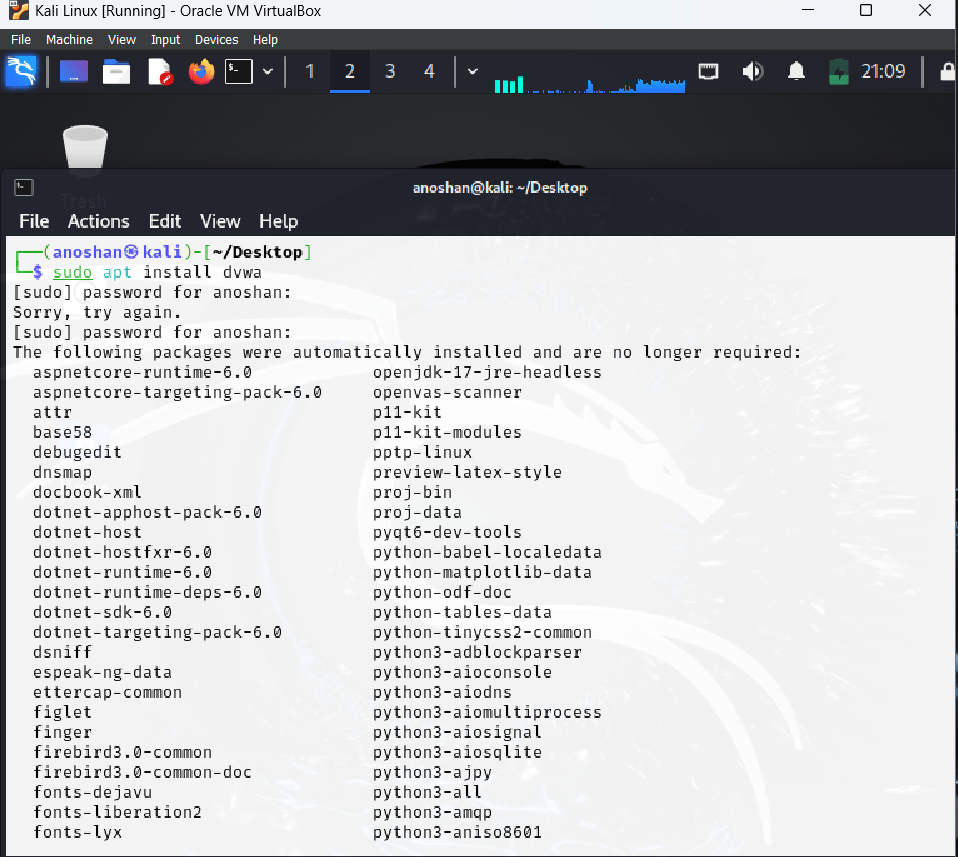 Kali Linux [Running] - Oracle VM VirtualBox
File Machine View Input Devices Help
1 2 3 4 21:09
Trash
anoshan@kali: ~/Desktop
File Actions Edit View Help
┌──(anoshan㉿kali)-[~/Desktop]
└─$ sudo apt install dvwa
[sudo] password for anoshan:
Sorry, try again.
[sudo] password for anoshan:
The following packages were automatically installed and are no longer required:
aspnetcore-runtime-6.0 openjdk-17-jre-headless
aspnetcore-targeting-pack-6.0 openvas-scanner
attr p11-kit
base58 p11-kit-modules
debugedit pptp-linux
dnsmap preview-latex-style
docbook-xml proj-bin
dotnet-apphost-pack-6.0 proj-data
dotnet-host pyqt6-dev-tools
dotnet-hostfxr-6.0 python-babel-localedata
dotnet-runtime-6.0 python-matplotlib-data
dotnet-runtime-deps-6.0 python-odf-doc
dotnet-sdk-6.0 python-tables-data
dotnet-targeting-pack-6.0 python-tinycss2-common
dsniff python3-adblockparser
espeak-ng-data python3-aioconsole
ettercap-common python3-aiodns
figlet python3-aiomultiprocess
finger python3-aiosignal
firebird3.0-common python3-aiosqlite
firebird3.0-common-doc python3-ajpy
fonts-dejavu python3-all
fonts-liberation2 python3-amqp
fonts-lyx python3-aniso8601